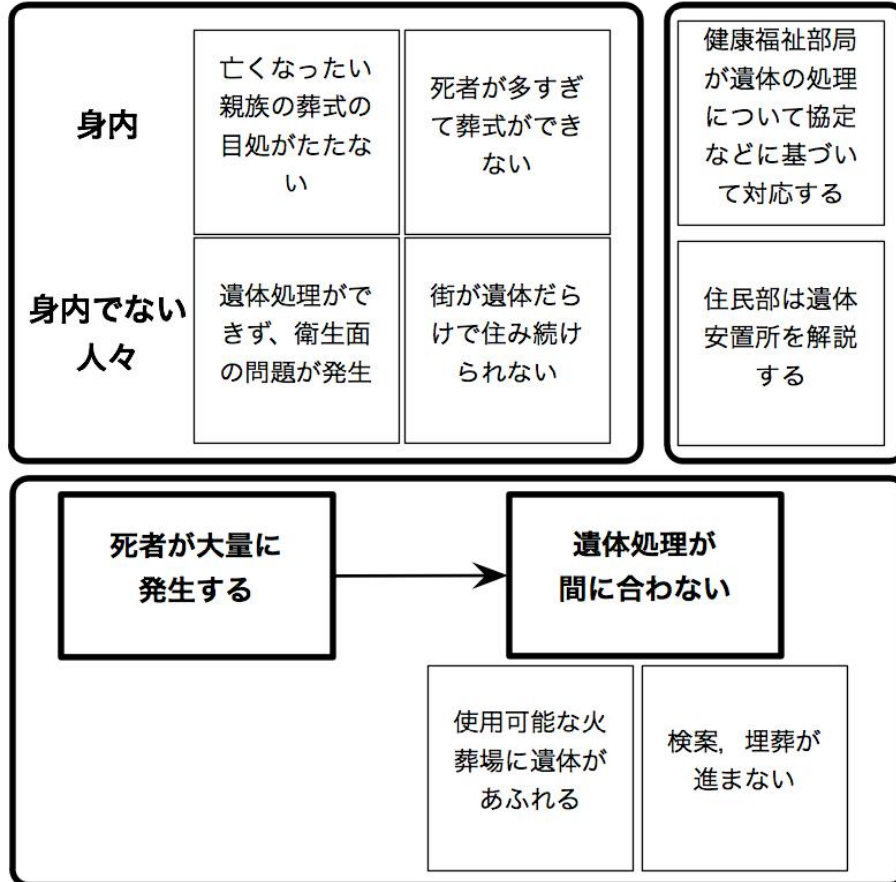 身内
亡くなったい
親族の葬式の
目処がたたな
い
死者が多すぎ
て葬式ができ
ない
身内でない
人々
遺体処理がで
きず、衛生面
の問題が発生
街が遺体だら
けで住み続け
られない
健康福祉部局
が遺体の処理
について協定
などに基づい
て対応する
住民部は遺体
安置所を解説
する
死者が大量に
発生する
遺体処理が
間に合わない
使用可能な火
葬場に遺体が
あふれる
検案，埋葬が
進まない